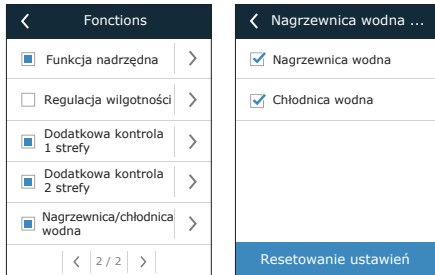 Fonctions
Funkcja nadrzędna
Regulacja wilgotności
Dodatkowa kontrola
1 strefy
Dodatkowa kontrola
2 strefy
Nagrzewnica/chłodnica
wodna
2 / 2
Nagrzewnica wodna ...
Nagrzewnica wodna
Chłodnica wodna
Resetowanie ustawień